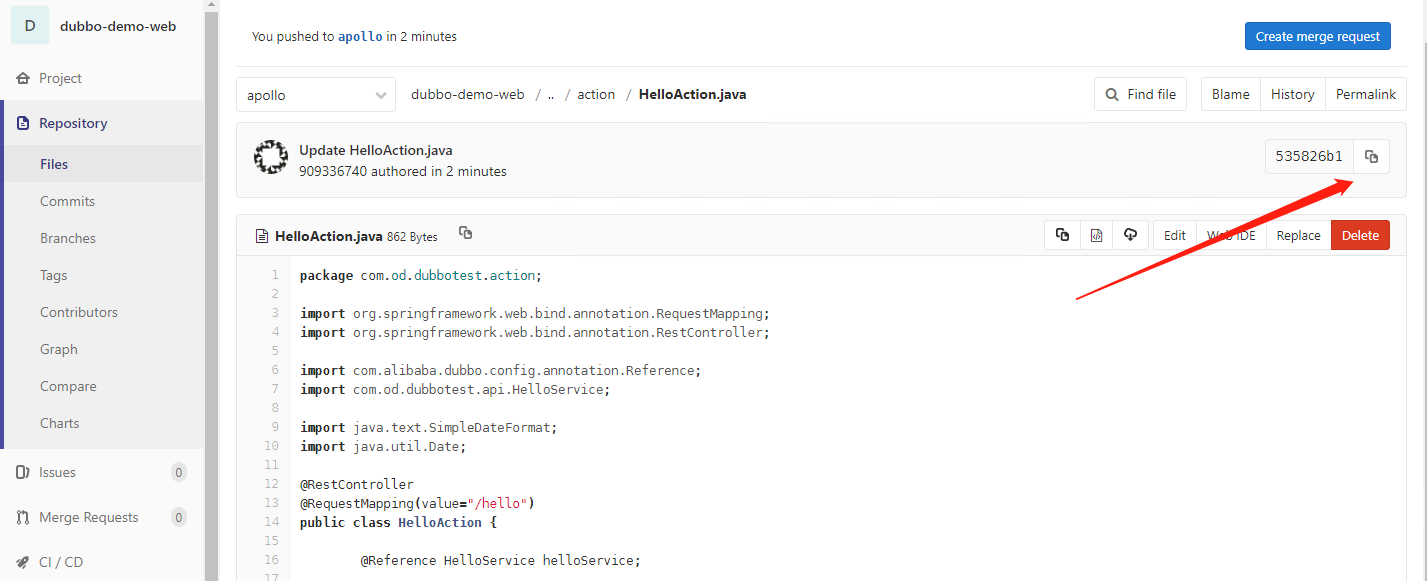 D dubbo-demo-web
Project
Repository
Files
Commits
Branches
Tags
Contributors
Graph
Compare
Charts
Issues 0
Merge Requests 0
CI / CD
You pushed to apollo in 2 minutes Create merge request
apollo dubbo-demo-web / .. / action / HelloAction.java Find file Blame History Permalink
Update HelloAction.java
909336740 authored in 2 minutes
535826b1
HelloAction.java 862 Bytes Edit Web IDE Replace Delete
1 package com.od.dubbotest.action;
2
3 import org.springframework.web.bind.annotation.RequestMapping;
4 import org.springframework.web.bind.annotation.RestController;
5
6 import com.alibaba.dubbo.config.annotation.Reference;
7 import com.od.dubbotest.api.HelloService;
8
9 import java.text.SimpleDateFormat;
10 import java.util.Date;
11
12 @RestController
13 @RequestMapping(value="/hello")
14 public class HelloAction {
15
16 @Reference HelloService helloService;
17